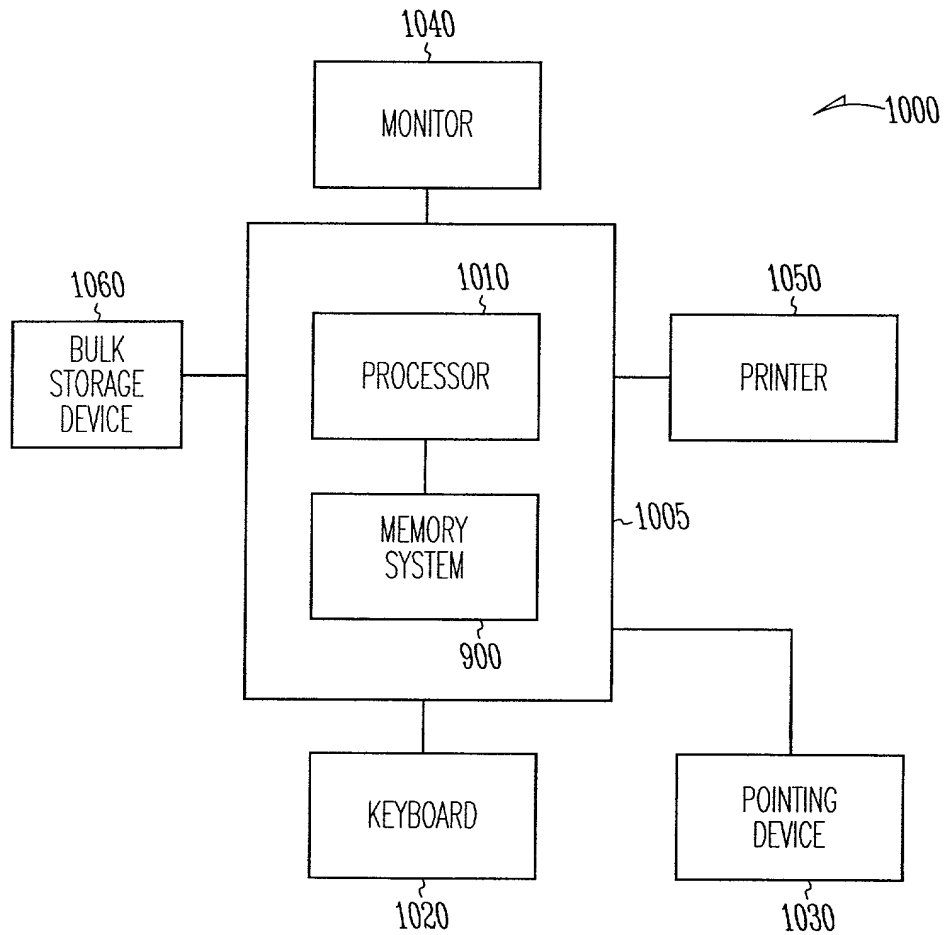 1040
MONITOR
1000
1060
BULK
STORAGE
DEVICE
1010
PROCESSOR
1050
PRINTER
MEMORY
SYSTEM
900
1005
KEYBOARD
1020
POINTING
DEVICE
1030